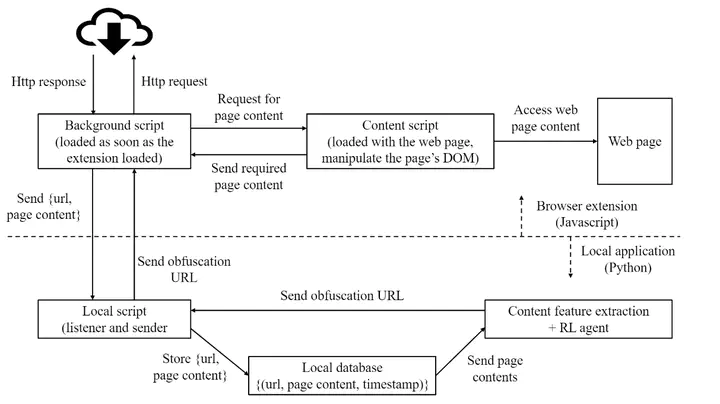 Http response
Http request
Request for
page content
Background script
(loaded as soon as the
extension loaded)
Content script
(loaded with the web page,
manipulate the page's DOM)
Access web
page content
Web page
Send required
page content
Send {url,
page content}
Browser extension
(Javascript)
Local application
(Python)
Send obfuscation
URL
Send obfuscation URL
Local script
(listener and sender
Content feature extraction
+ RL agent
Store {url,
page content}
Local database
{(url, page content, timestamp)}
Send page
contents